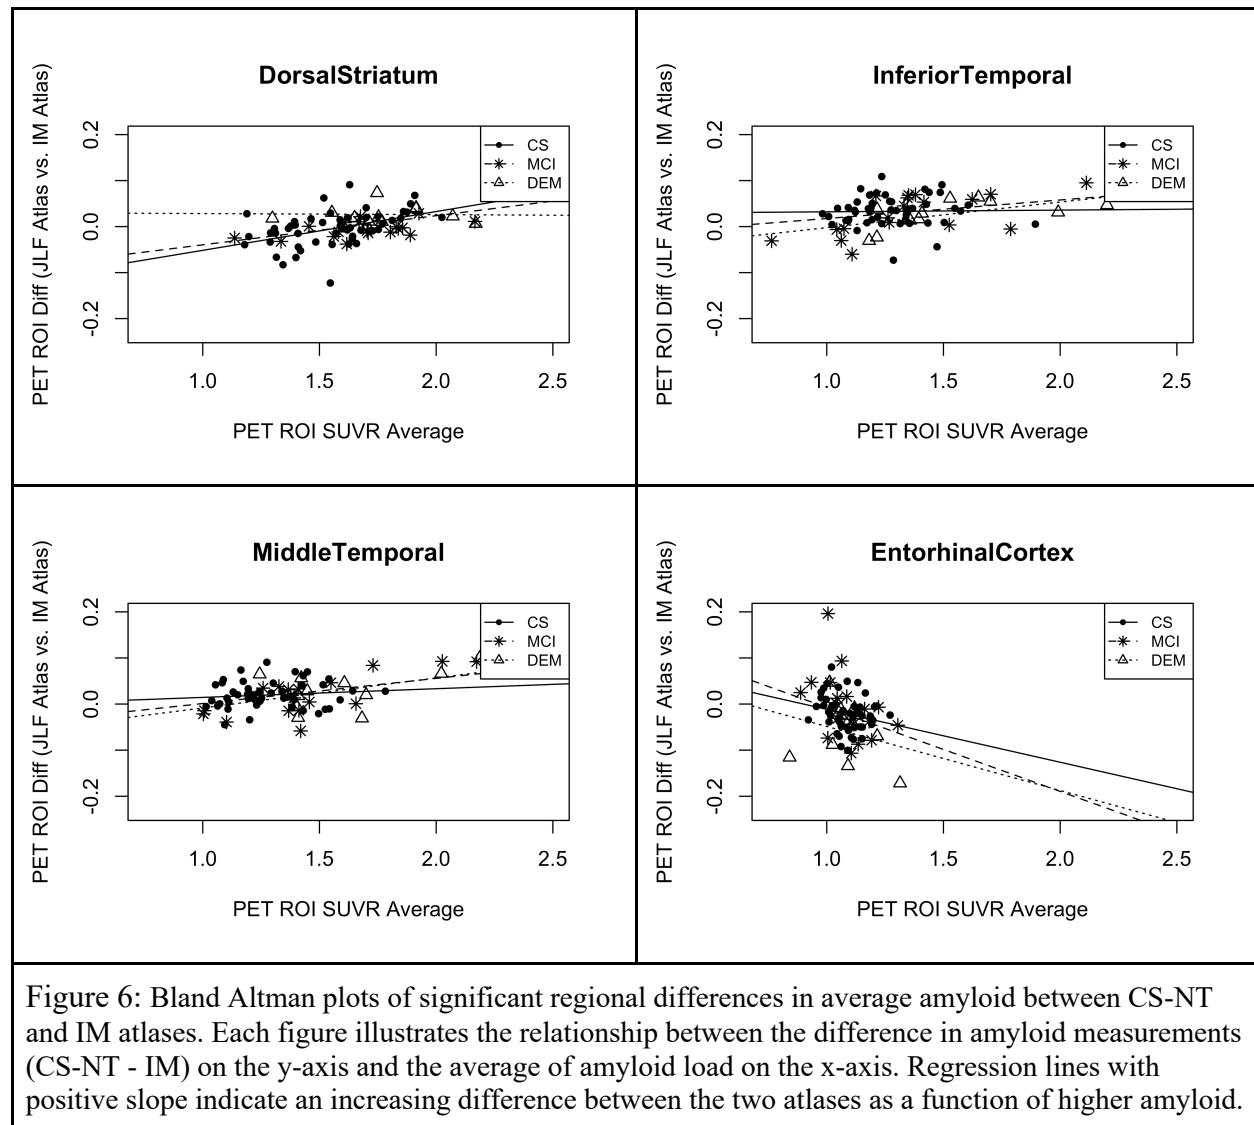 DorsalStriatum
PET ROI Diff (JLF Atlas vs. IM Atlas)
0.2
0.0
-0.2
CS
MCI
DEM
1.0 1.5 2.0 2.5
PET ROI SUVR Average
InferiorTemporal
PET ROI Diff (JLF Atlas vs. IM Atlas)
0.2
0.0
-0.2
CS
MCI
DEM
1.0 1.5 2.0 2.5
PET ROI SUVR Average
MiddleTemporal
PET ROI Diff (JLF Atlas vs. IM Atlas)
0.2
0.0
-0.2
CS
MCI
DEM
1.0 1.5 2.0 2.5
PET ROI SUVR Average
EntorhinalCortex
PET ROI Diff (JLF Atlas vs. IM Atlas)
0.2
0.0
-0.2
CS
MCI
DEM
1.0 1.5 2.0 2.5
PET ROI SUVR Average
Figure 6: Bland Altman plots of significant regional differences in average amyloid between CS-NT
and IM atlases. Each figure illustrates the relationship between the difference in amyloid measurements
(CS-NT - IM) on the y-axis and the average of amyloid load on the x-axis. Regression lines with
positive slope indicate an increasing difference between the two atlases as a function of higher amyloid.